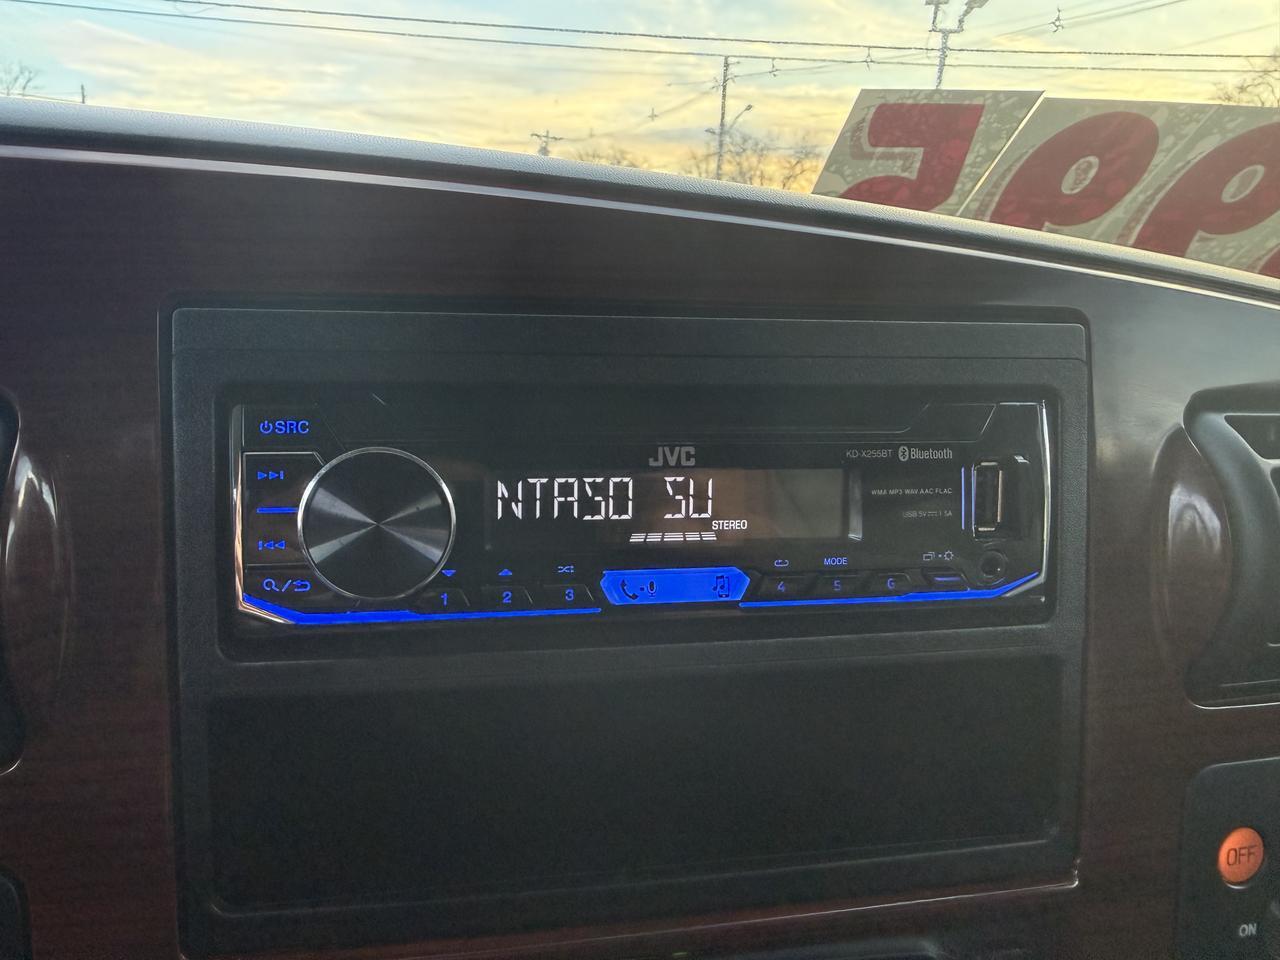 SRC
JVC
KD-X255BT Bluetooth
WMA MP3 WAV AAC FLAC
USB 5V 1.5A
NTASO SU
STEREO
MODE
1 2 3 4 5 6
OFF
ON